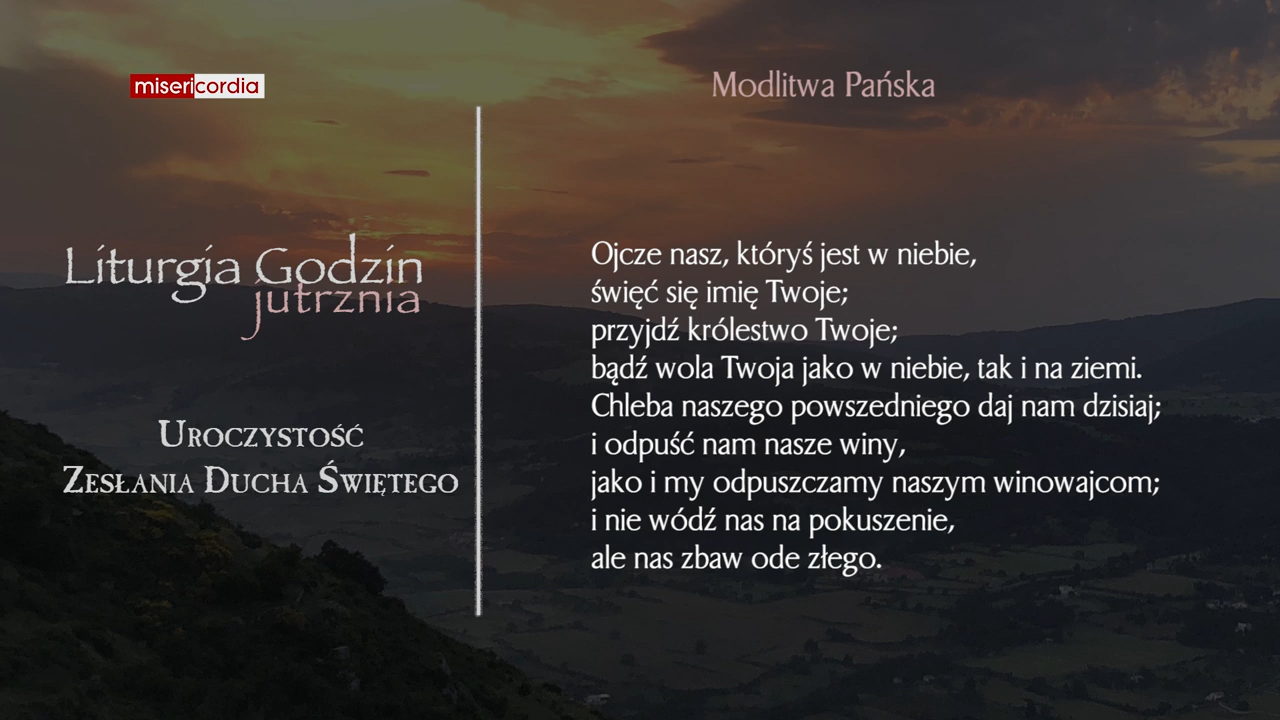 misericordia
Liturgia Godzin
jutrznia
Uroczystość
Zesłania Ducha Świętego
Modlitwa Pańska
Ojcze nasz, któryś jest w niebie,
święć się imię Twoje;
przyjdź królestwo Twoje;
bądź wola Twoja jako w niebie, tak i na ziemi.
Chleba naszego powszedniego daj nam dzisiaj;
i odpuść nam nasze winy,
jako i my odpuszczamy naszym winowajcom;
i nie wódź nas na pokuszenie,
ale nas zbaw ode złego.